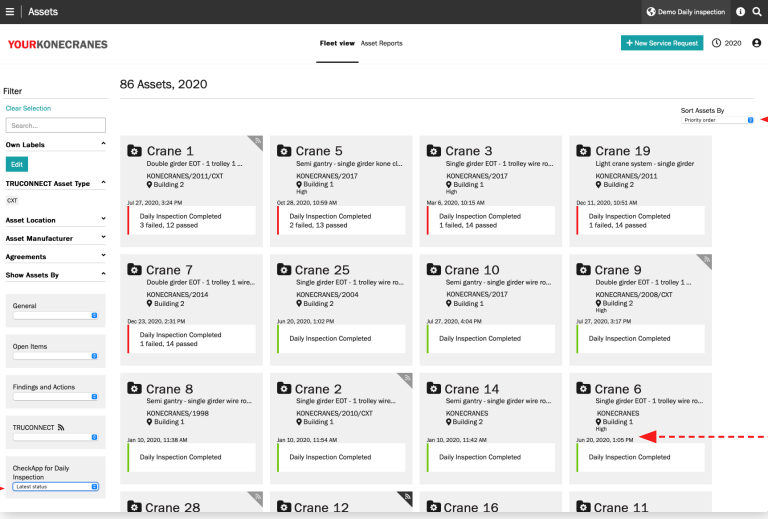 Assets
Demo Daily inspection
YOURKONECRANES
Fleet view
Asset Reports
+ New Service Request
2020
Filter
Clear Selection
Search...
Own Labels
Edit
TRUCONNECT Asset Type
CXT
Asset Location
Asset Manufacturer
Agreements
Show Assets By
General
Open Items
Findings and Actions
TRUCONNECT
CheckApp for Daily
Inspection
Latest status
86 Assets, 2020
Sort Assets By
Priority order
Crane 1
Double girder EOT - 1 trolley 1 ...
KONECRANES/2011/CXT
Building 2
Jul 27, 2020, 3:24 PM
Daily Inspection Completed
3 failed, 12 passed
Crane 5
Semi gantry - single girder kone cl...
KONECRANES/2017
Building 1
High
Oct 28, 2020, 10:59 AM
Daily Inspection Completed
2 failed, 13 passed
Crane 3
Single girder EOT - 1 trolley wire ro...
KONECRANES/2017
Building 1
High
Mar 6, 2020, 10:15 AM
Daily Inspection Completed
1 failed, 14 passed
Crane 19
Light crane system - single girder
KONECRANES/2011
Building 2
Dec 11, 2020, 10:51 AM
Daily Inspection Completed
1 failed, 14 passed
Crane 7
Double girder EOT - 1 trolley 1 wire...
KONECRANES/2014
Building 2
Dec 23, 2020, 2:31 PM
Daily Inspection Completed
1 failed, 14 passed
Crane 25
Single girder EOT - 1 trolley wire ro...
KONECRANES/2004
Building 2
Jun 20, 2020, 1:02 PM
Daily Inspection Completed
Crane 10
Semi gantry - single girder wire ro...
KONECRANES/2017
Building 1
Jul 27, 2020, 4:04 PM
Daily Inspection Completed
Crane 9
Double girder EOT - 1 trolley 1 ...
KONECRANES/2008/CXT
Building 2
High
Jul 27, 2020, 3:17 PM
Daily Inspection Completed
Crane 8
Semi gantry - single girder wire ro...
KONECRANES/1998
Building 1
Jan 10, 2020, 11:38 AM
Daily Inspection Completed
Crane 2
Single girder EOT - 1 trolley wire...
KONECRANES/2010/CXT
Building 1
Jan 10, 2020, 11:54 AM
Daily Inspection Completed
Crane 14
Semi gantry - single girder wire ro...
KONECRANES
Building 2
Jan 10, 2020, 11:42 AM
Daily Inspection Completed
Crane 6
Single girder EOT - 1 trolley wire ro...
KONECRANES
Building 1
High
Jun 20, 2020, 1:05 PM
Daily Inspection Completed
Crane 28
Crane 12
Crane 16
Crane 11